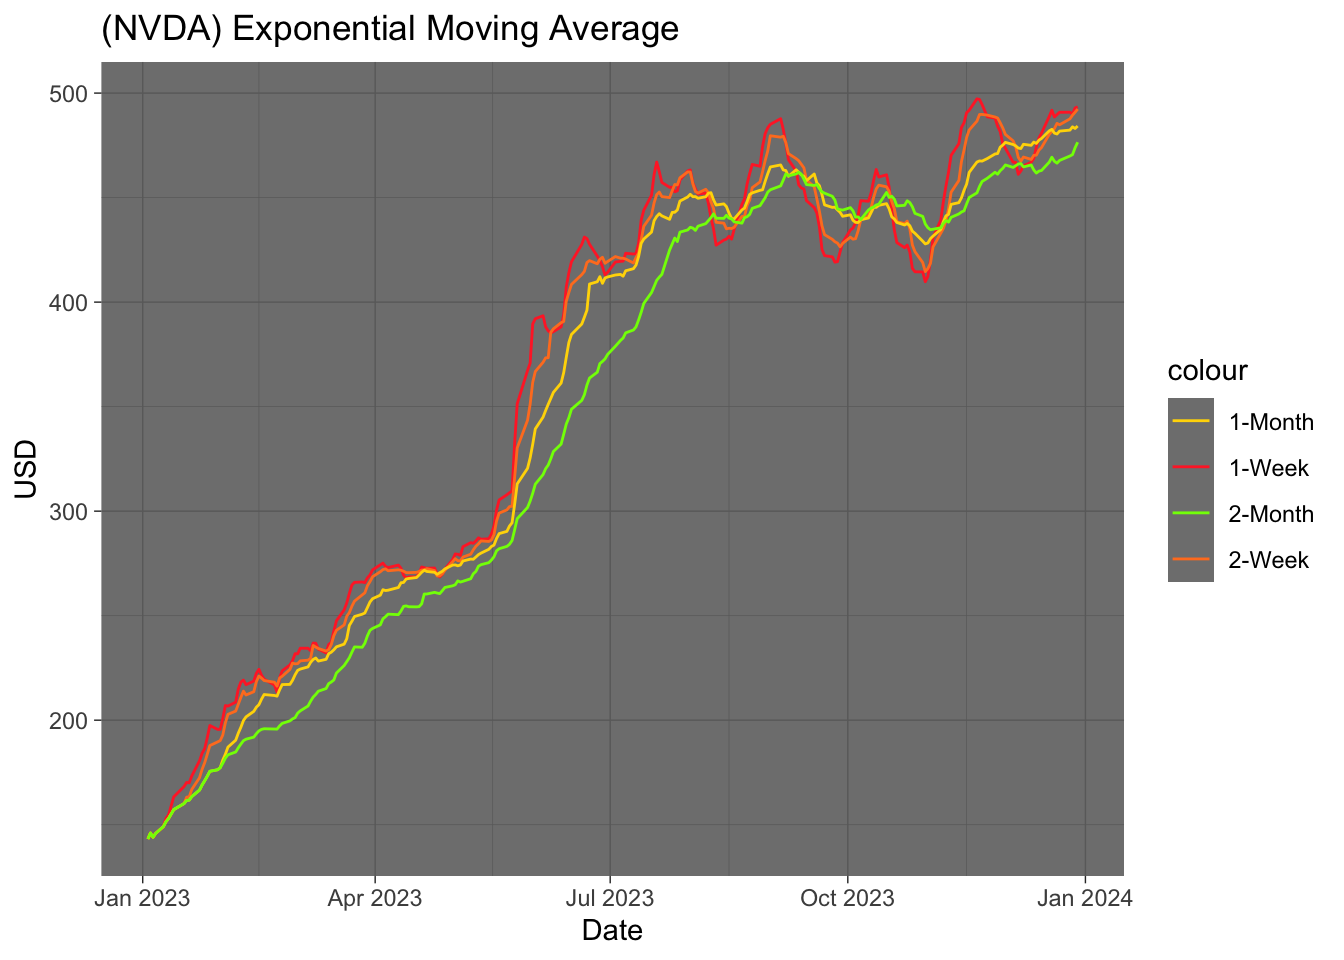 (NVDA) Exponential Moving Average
500
400
300
200
USD
Jan 2023
Apr 2023
Jul 2023
Oct 2023
Jan 2024
Date
colour
1-Month
1-Week
2-Month
2-Week